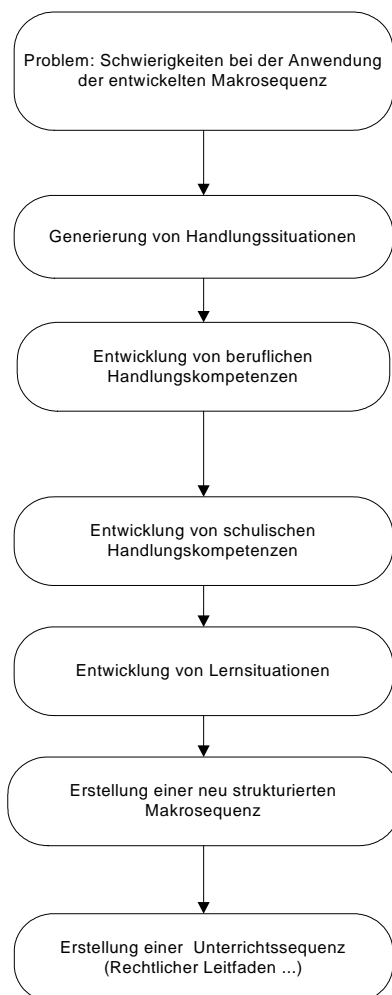 Problem: Schwierigkeiten bei der Anwendung
der entwickelten Makrosequenz
Generierung von Handlungssituationen
Entwicklung von beruflichen
Handlungskompetenzen
Entwicklung von schulischen
Handlungskompetenzen
Entwicklung von Lernsituationen
Erstellung einer neu strukturierten
Makrosequenz
Erstellung einer Unterrichtssequenz
(Rechtlicher Leitfaden ...)